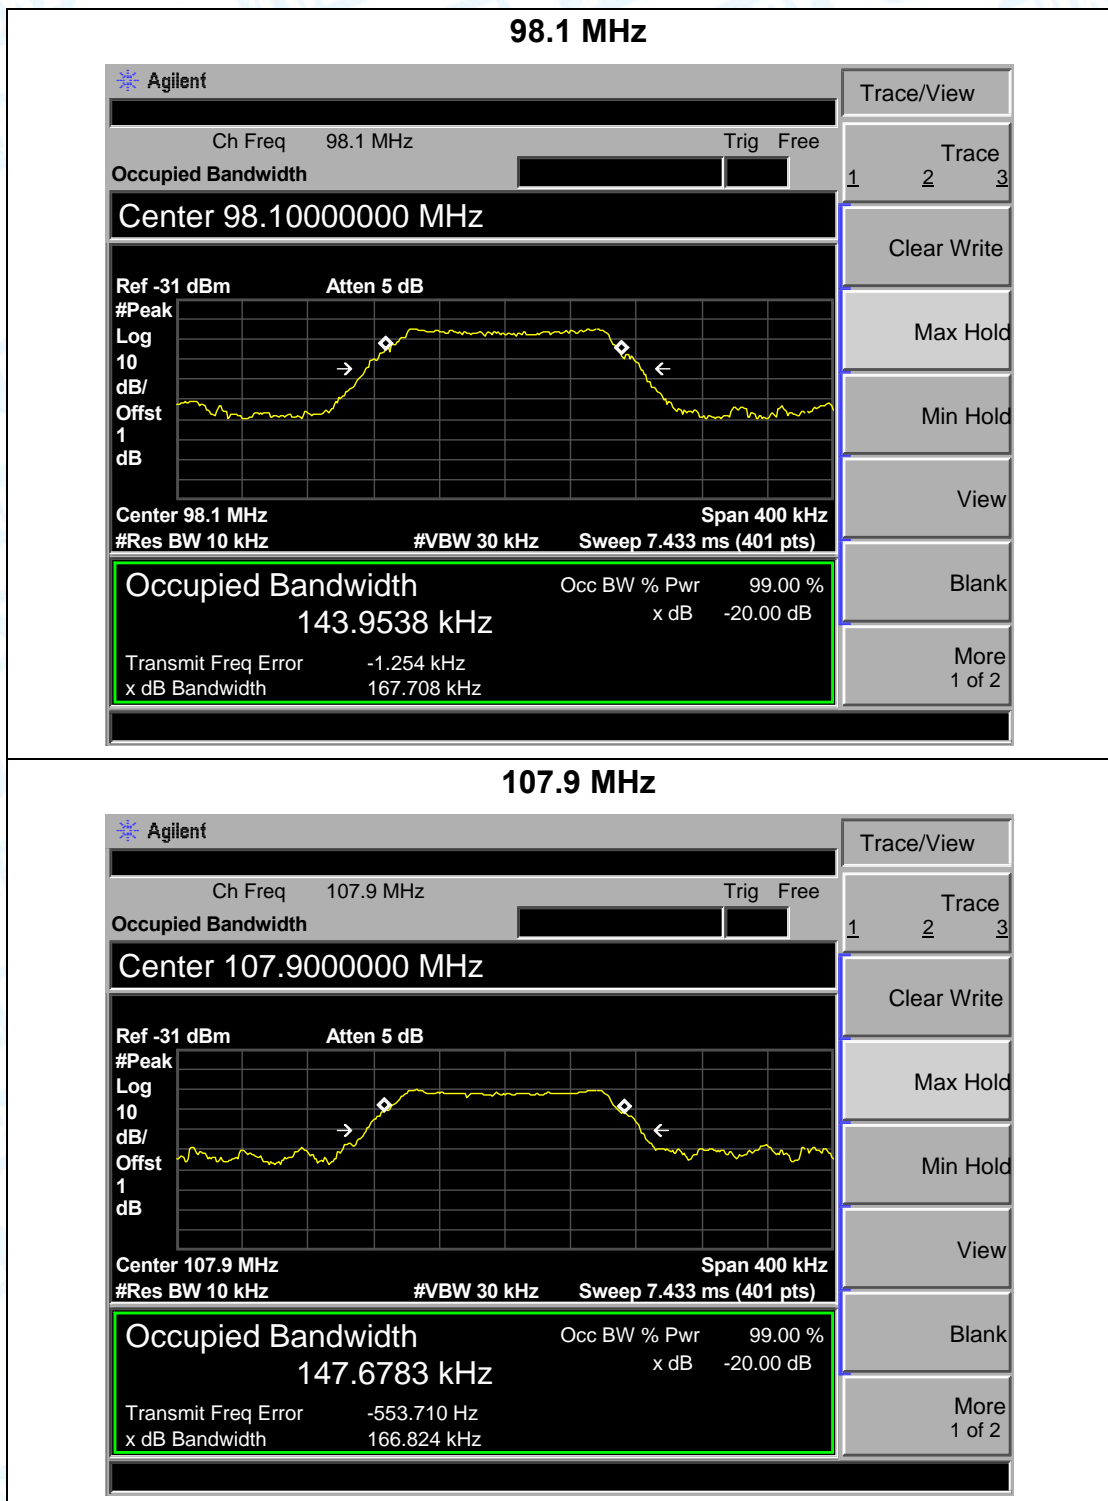 98.1 MHz
Agilent
Trace/View
Ch Freq 98.1 MHz Trig Free
Occupied Bandwidth
Trace
1 2 3
Center 98.10000000 MHz
Clear Write
Ref -31 dBm Atten 5 dB
#Peak
Log
10
dB/
Offst
1
dB
Max Hold
Min Hold
View
Center 98.1 MHz Span 400 kHz
#Res BW 10 kHz #VBW 30 kHz Sweep 7.433 ms (401 pts)
Occupied Bandwidth Occ BW % Pwr 99.00 %
143.9538 kHz x dB -20.00 dB
Blank
Transmit Freq Error -1.254 kHz
x dB Bandwidth 167.708 kHz
More
1 of 2
107.9 MHz
Agilent
Trace/View
Ch Freq 107.9 MHz Trig Free
Occupied Bandwidth
Trace
1 2 3
Center 107.9000000 MHz
Clear Write
Ref -31 dBm Atten 5 dB
#Peak
Log
10
dB/
Offst
1
dB
Max Hold
Min Hold
View
Center 107.9 MHz Span 400 kHz
#Res BW 10 kHz #VBW 30 kHz Sweep 7.433 ms (401 pts)
Occupied Bandwidth Occ BW % Pwr 99.00 %
147.6783 kHz x dB -20.00 dB
Blank
Transmit Freq Error -553.710 Hz
x dB Bandwidth 166.824 kHz
More
1 of 2